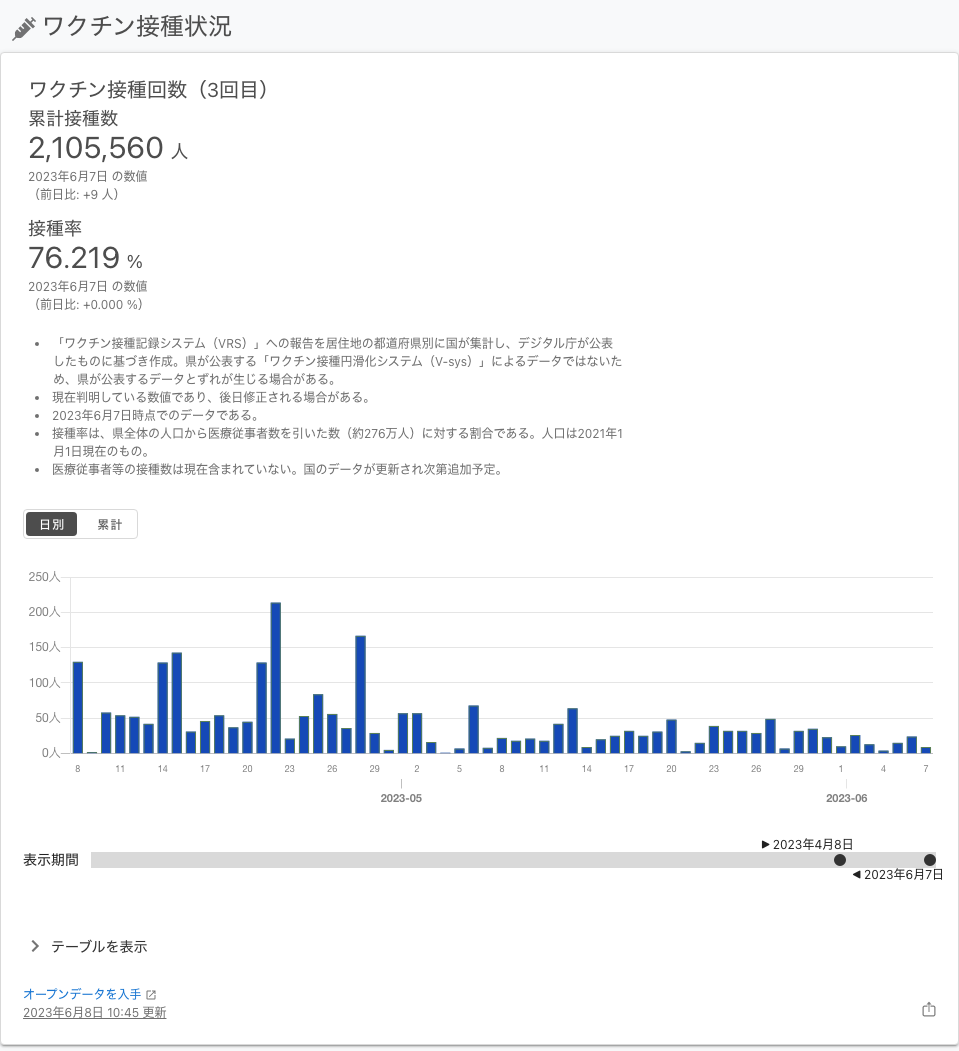 ワクチン接種状況
ワクチン接種回数（3回目）
累計接種数
2,105,560 人
2023年6月7日 の数値
（前日比: +9 人）
接種率
76.219 %
2023年6月7日 の数値
（前日比: +0.000 %）
• 「ワクチン接種記録システム（VRS）」への報告を居住地の都道府県別に国が集計し、デジタル庁が公表
したものに基づき作成。県が公表する「ワクチン接種円滑化システム（V-sys）」によるデータではないた
め、県が公表するデータとずれが生じる場合がある。
• 現在判明している数値であり、後日修正される場合がある。
• 2023年6月7日時点でのデータである。
• 接種率は、県全体の人口から医療従事者数を引いた数（約276万人）に対する割合である。人口は2021年1
月1日現在のもの。
• 医療従事者等の接種数は現在含まれていない。国のデータが更新され次第追加予定。
日別 累計
250人
200人
150人
100人
50人
0人
8 11 14 17 20 23 26 29 2 5 8 11 14 17 20 23 26 29 1 4 7
2023-05 2023-06
▶ 2023年4月8日
表示期間
◀ 2023年6月7日
テーブルを表示
オープンデータを入手
2023年6月8日 10:45 更新